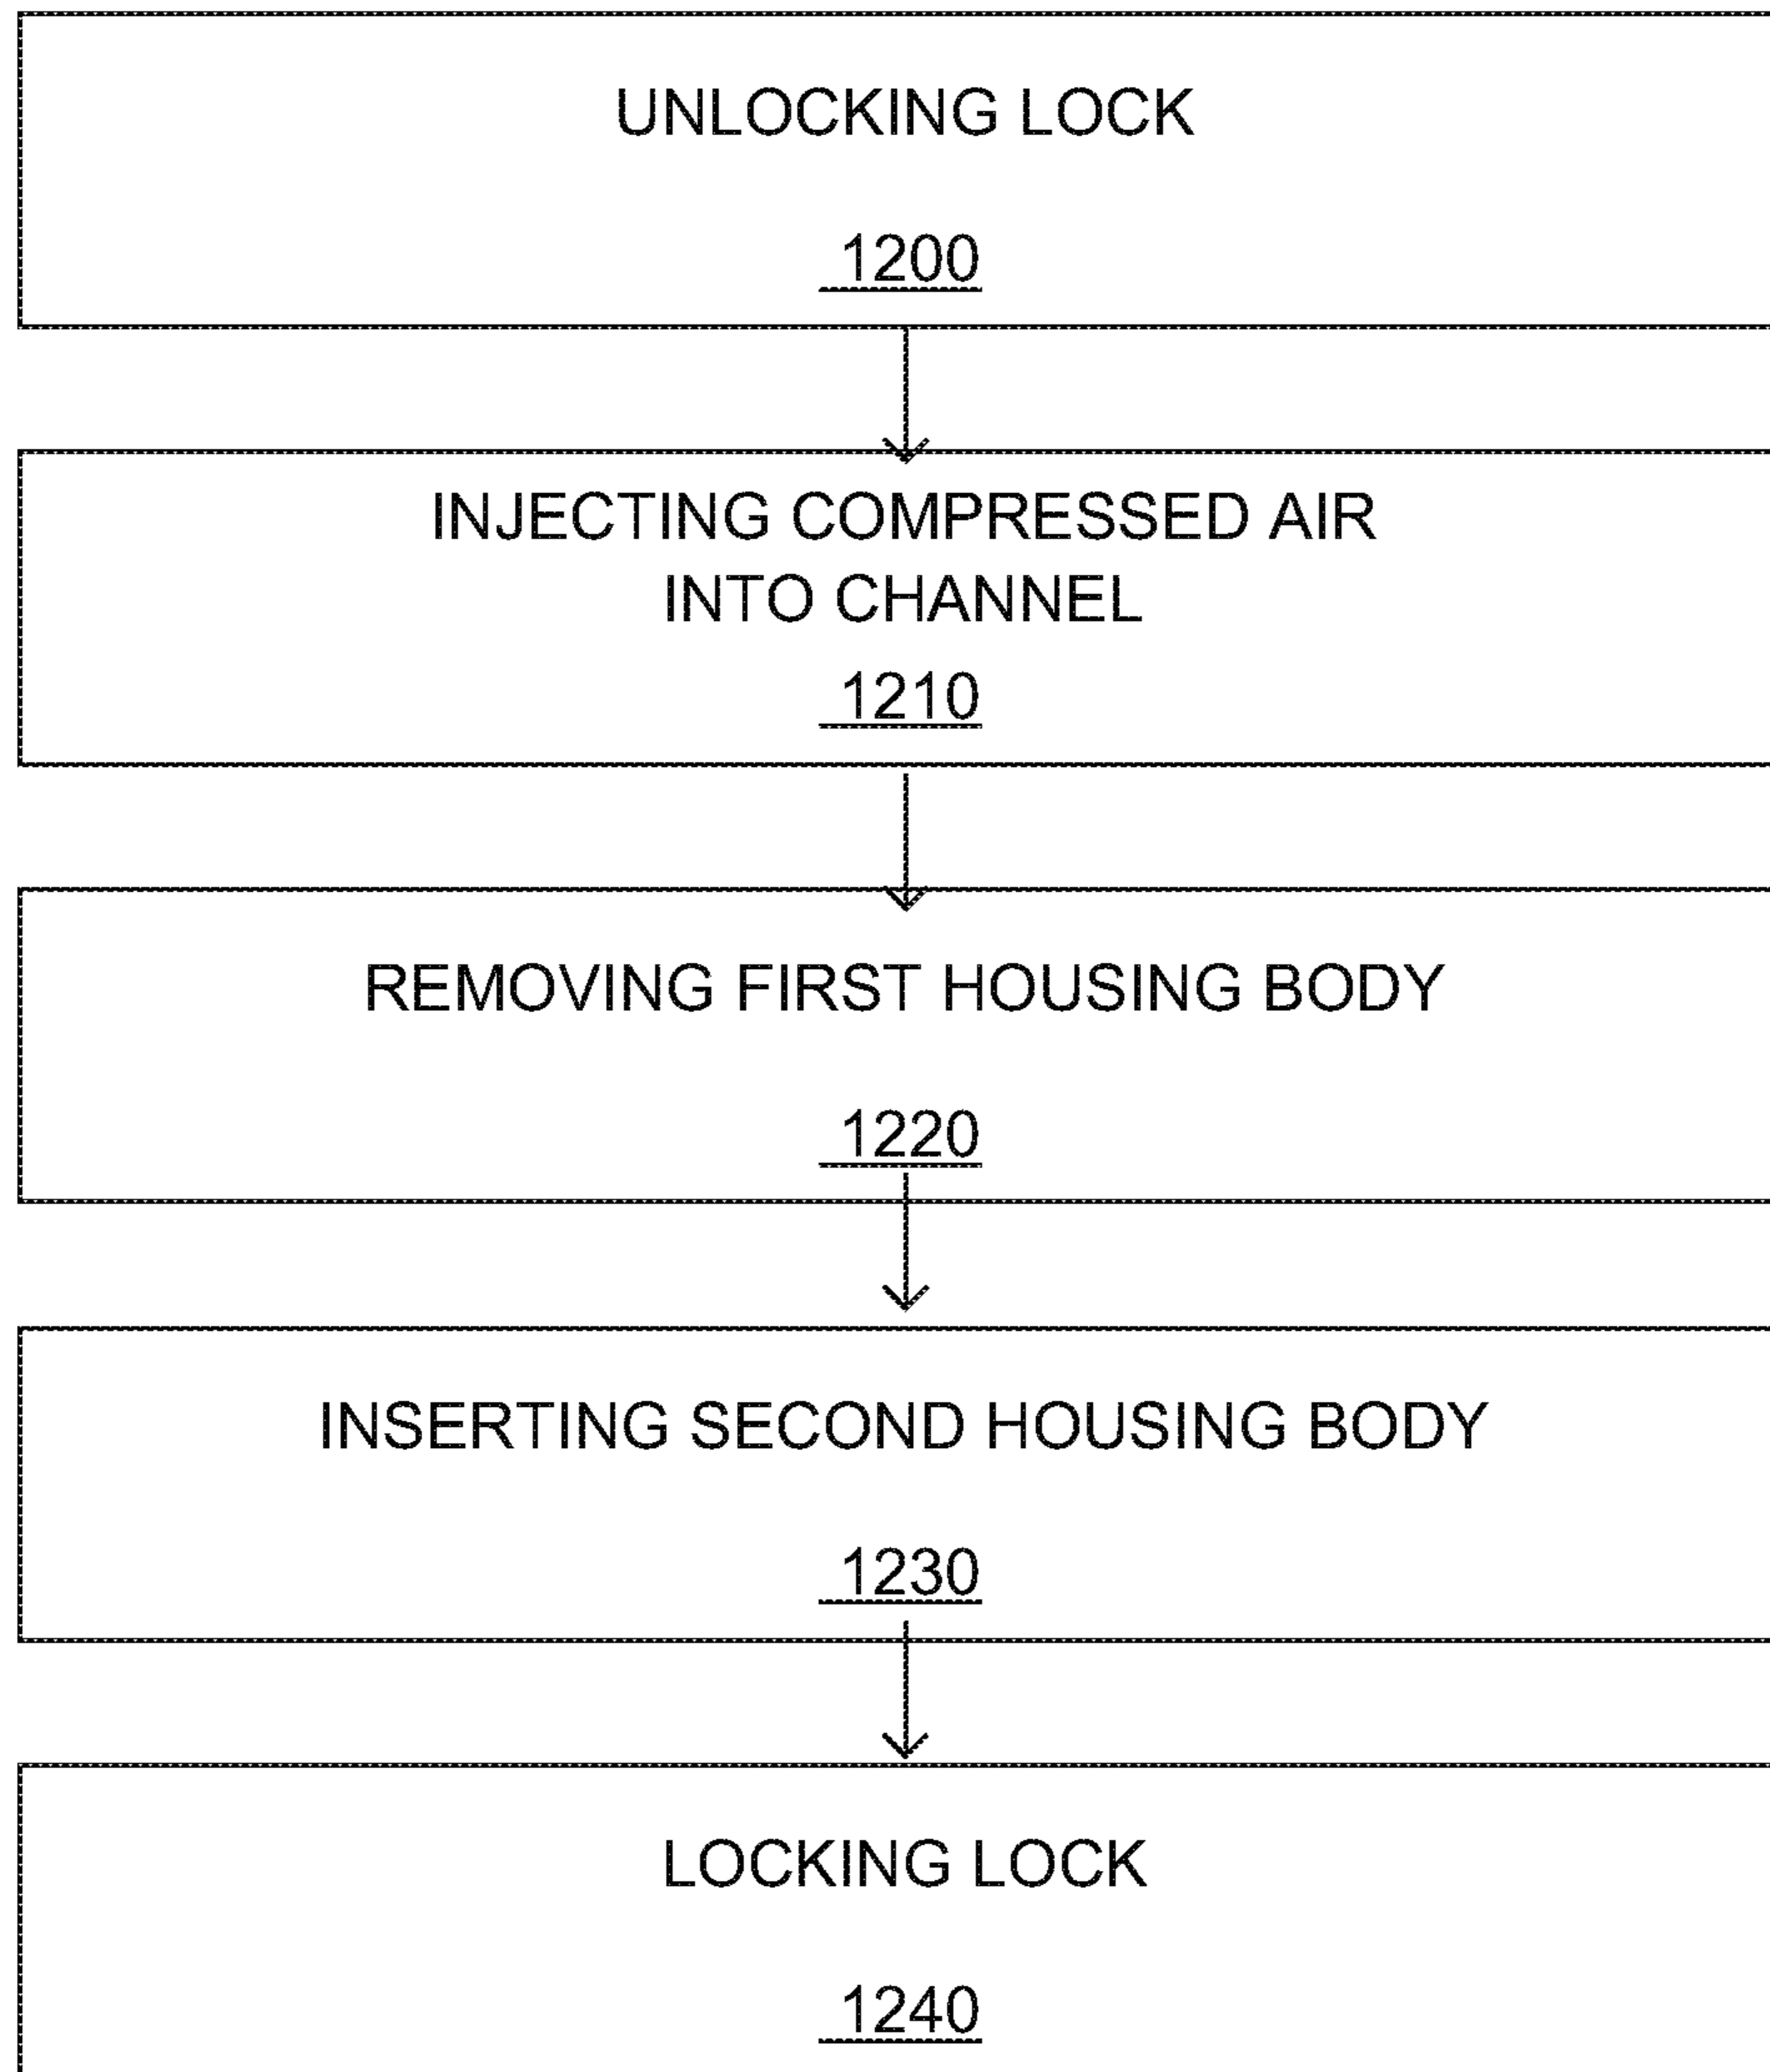 UNLOCKING LOCK
1200
INJECTING COMPRESSED AIR
INTO CHANNEL
1210
REMOVING FIRST HOUSING BODY
1220
INSERTING SECOND HOUSING BODY
1230
LOCKING LOCK
1240